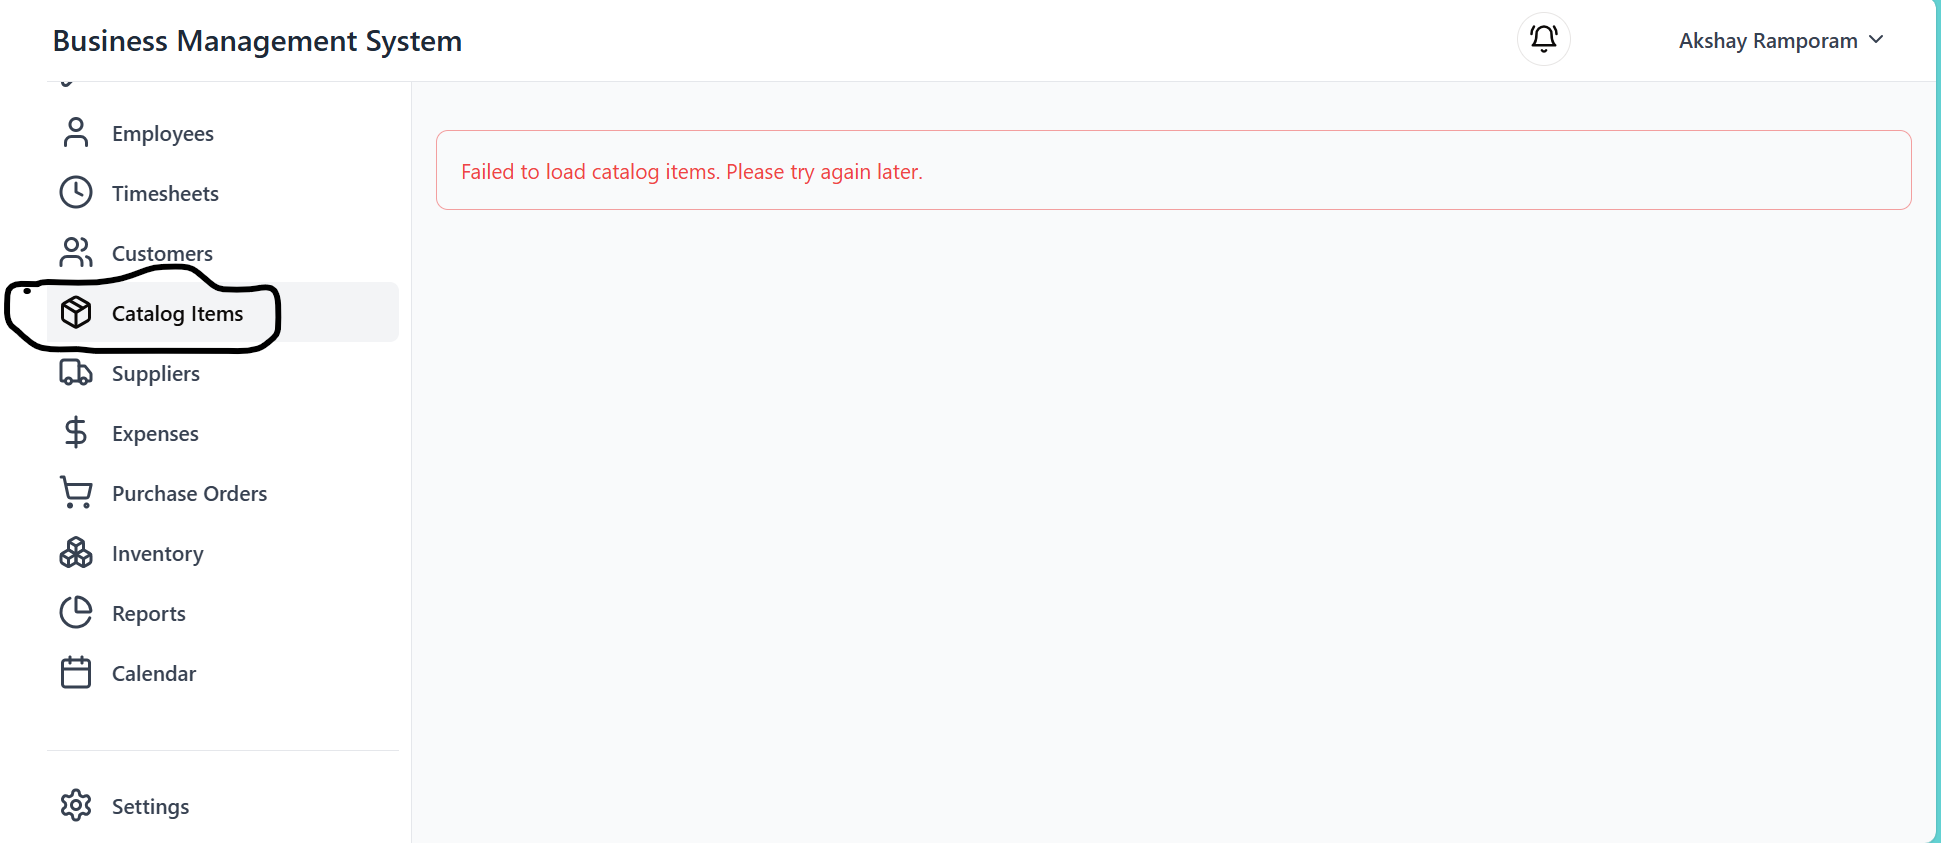 Business Management System
Akshay Ramporam
Employees
Timesheets
Customers
Catalog Items
Suppliers
Expenses
Purchase Orders
Inventory
Reports
Calendar
Settings
Failed to load catalog items. Please try again later.